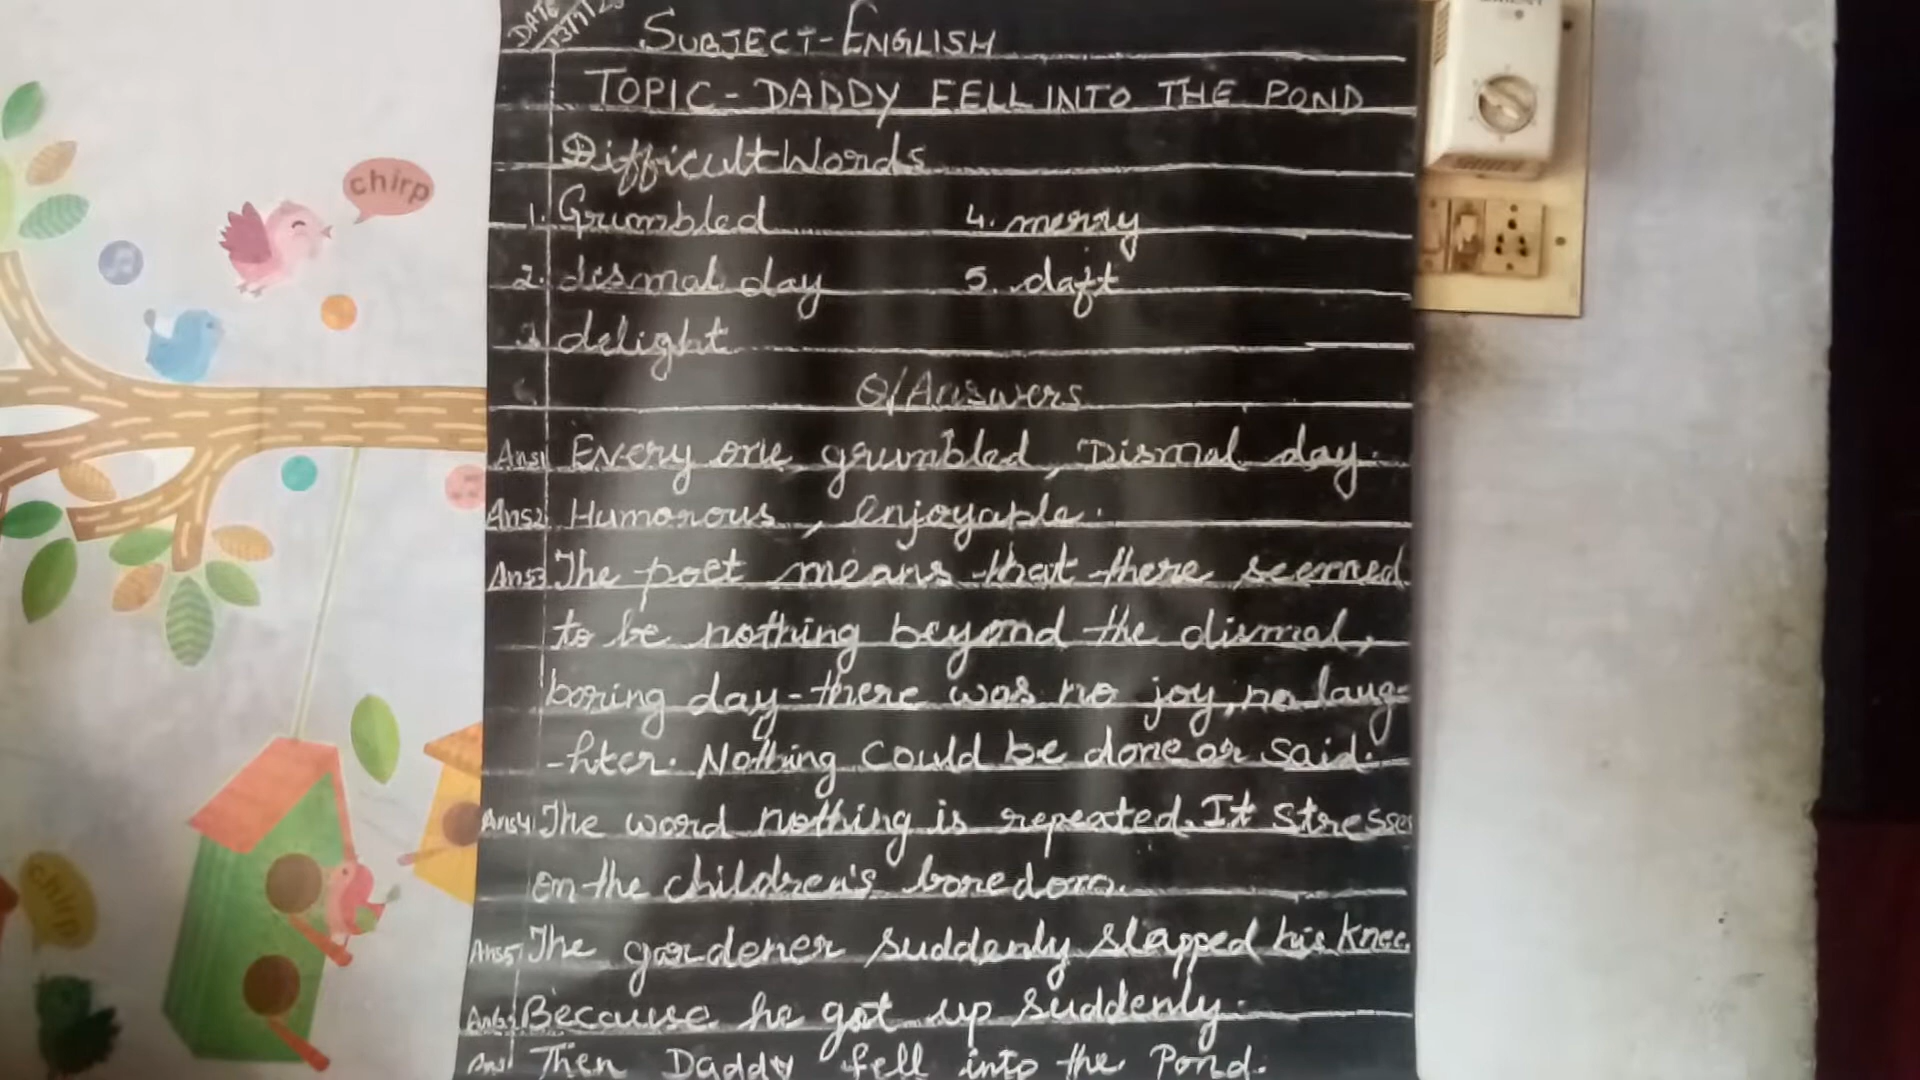 chirp
chirp
DATE
SUBJECT-ENGLISH
TOPIC - DADDY FELL INTO THE POND
Difficult Words
1. Grumbled 4. merry
2. dismal day 5. daft
3 delight
Q/Answers
Ans1 Every one grumbled, Dismal day.
Ans2 Humorous, enjoyable.
Ans3 The poet means that there seemed
to be nothing beyond the dismal,
boring day-there was no joy, no laug-
-hter. Nothing could be done or said.
Ans4 The word nothing is repeated. It stresses
on the children's boredom.
Ans5 The gardener suddenly slapped his knee.
Ans6 Because he got up suddenly.
Ans Then Daddy fell into the Pond.